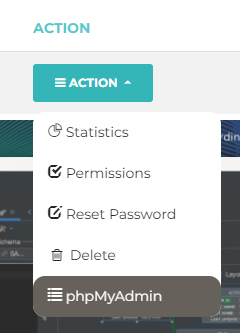 ACTION
ACTION
Statistics
Permissions
Reset Password
Delete
phpMyAdmin